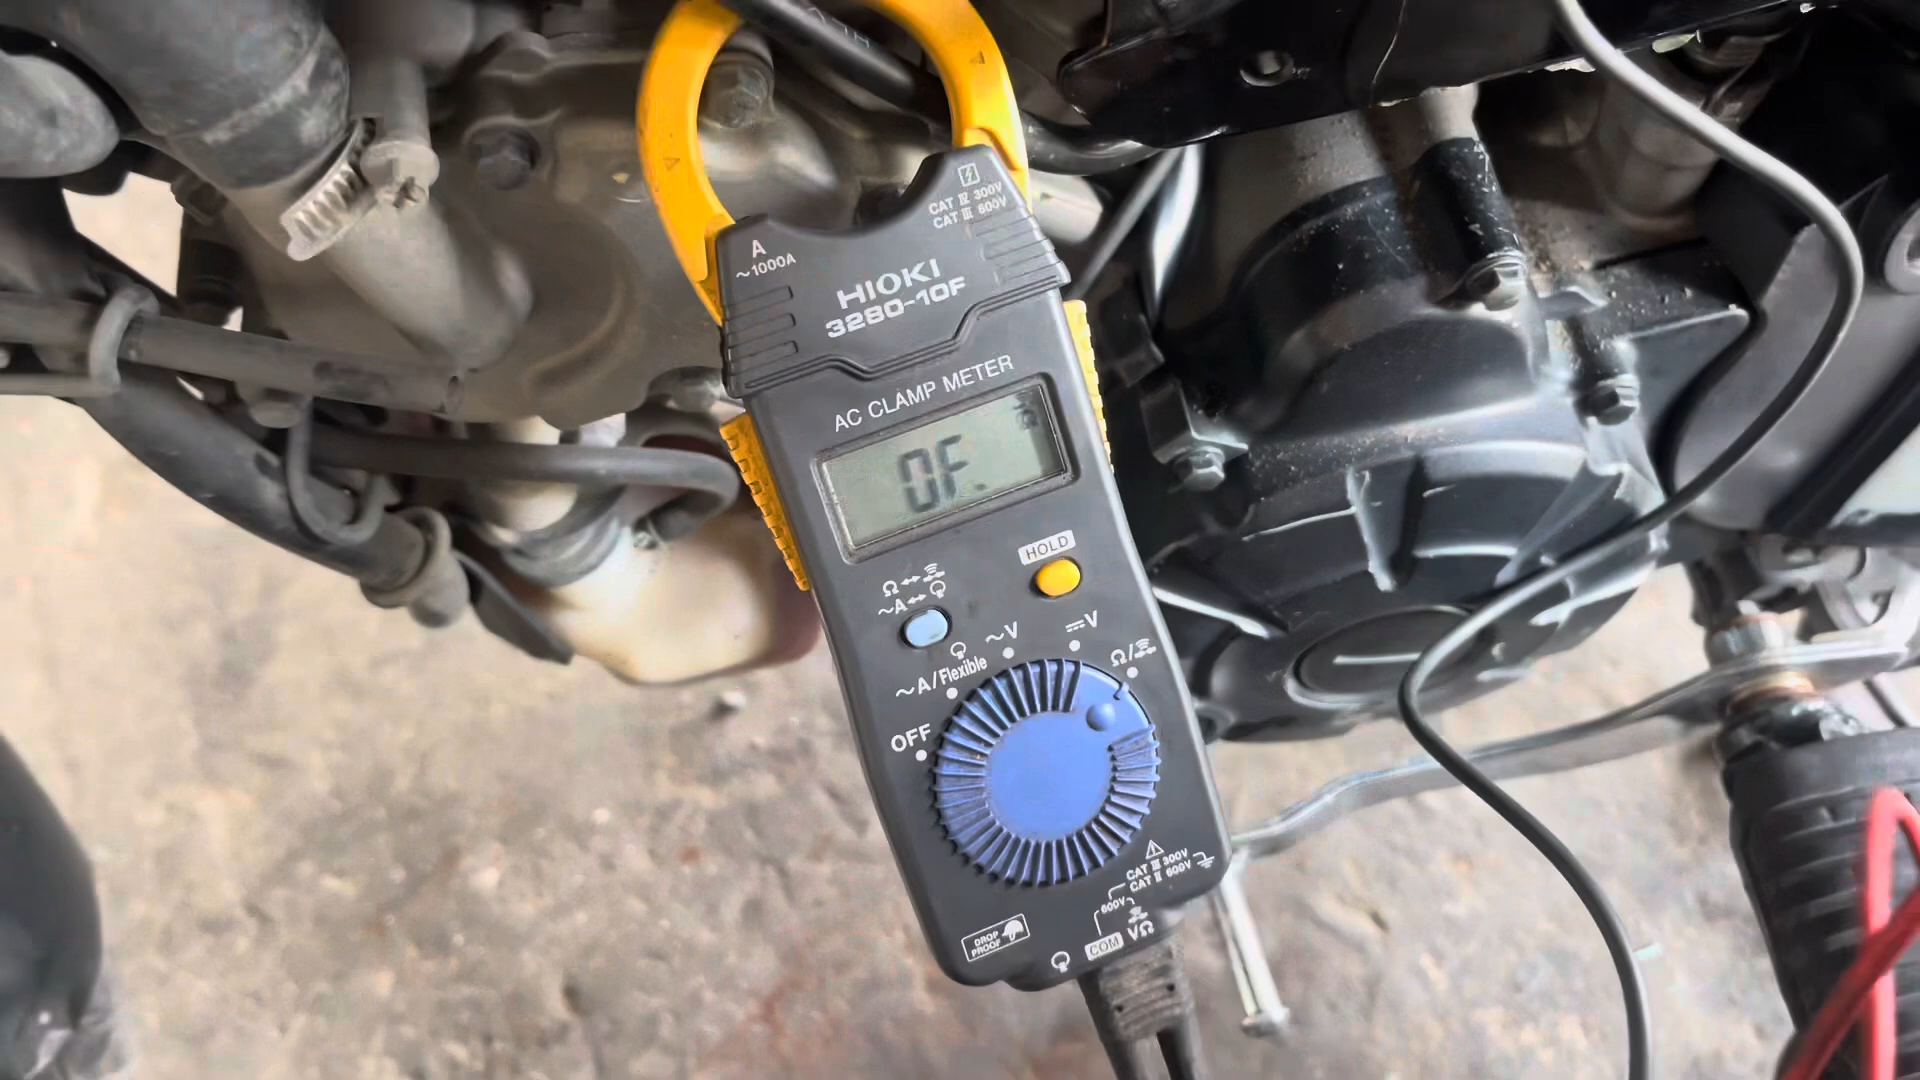 CAT Ⅳ 300V
CAT Ⅲ 600V
A
~1000A
HIOKI
3280-10F
AC CLAMP METER
OF
HOLD
Ω
~A
~V
⎓V
~A/Flexible
Ω/
OFF
CAT Ⅲ 300V
CAT Ⅱ 600V
600V
DROP
PROOF
COM
VΩ